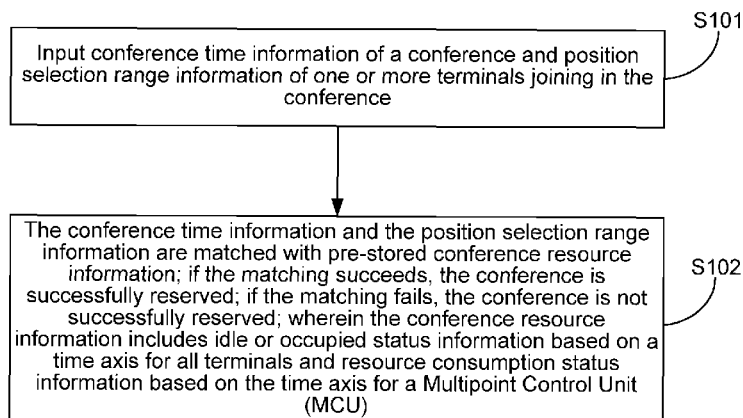 S101
Input conference time information of a conference and position
selection range information of one or more terminals joining in the
conference
The conference time information and the position selection range
information are matched with pre-stored conference resource
information; if the matching succeeds, the conference is
successfully reserved; if the matching fails, the conference is not
successfully reserved; wherein the conference resource
information includes idle or occupied status information based on a
time axis for all terminals and resource consumption status
information based on the time axis for a Multipoint Control Unit
(MCU)
S102